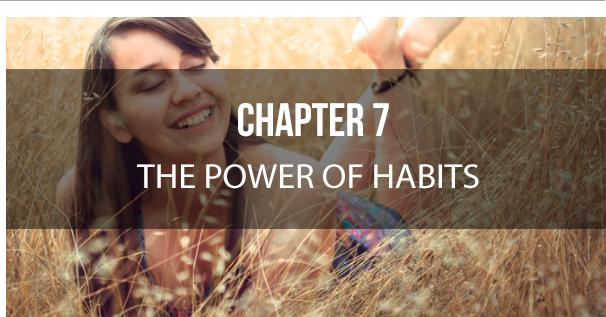 CHAPTER 7
THE POWER OF HABITS